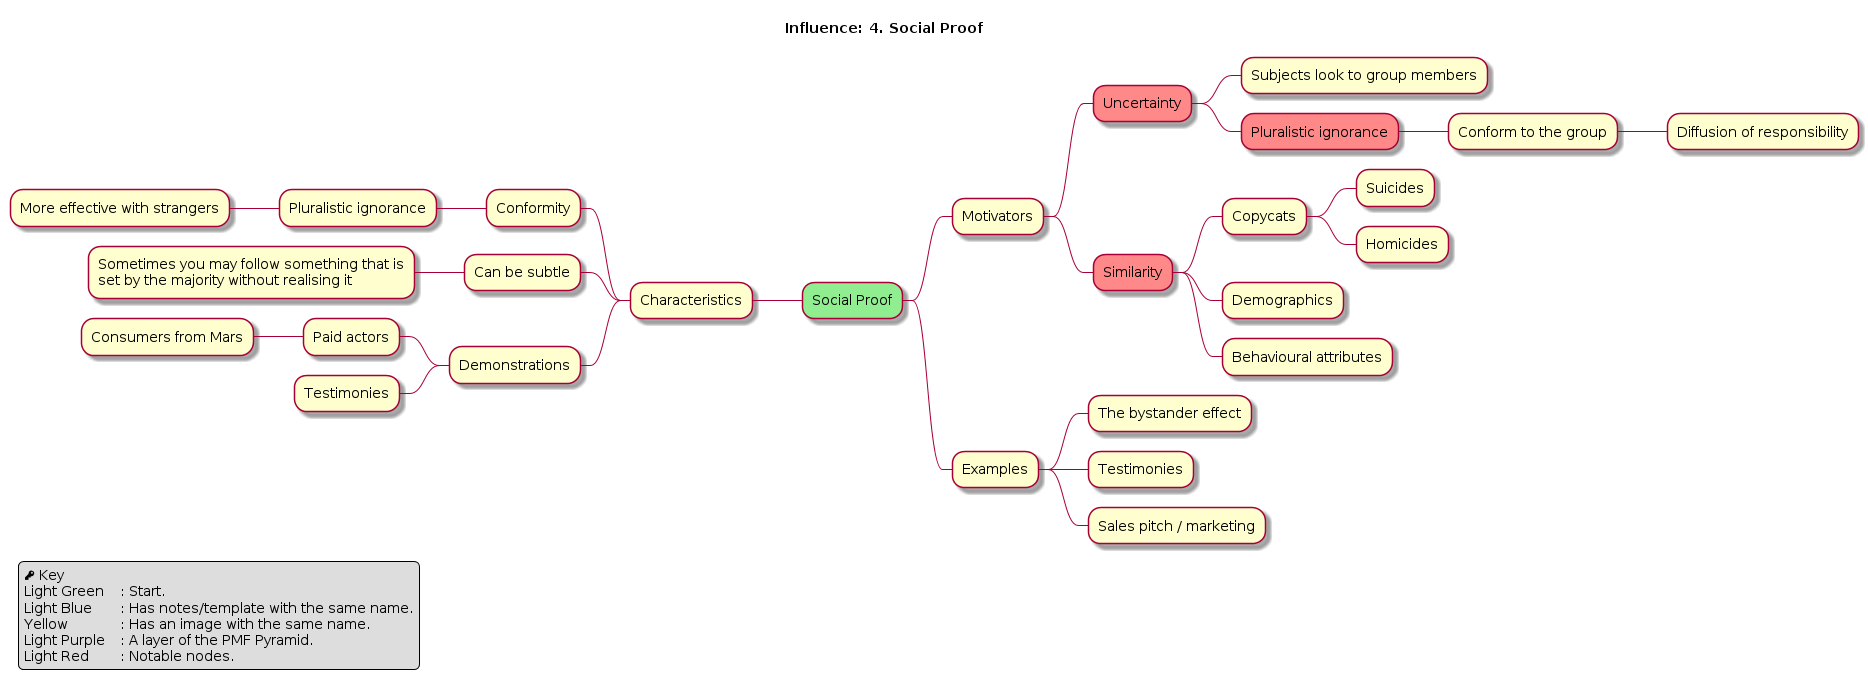 Influence: 4. Social Proof
Subjects look to group members
Uncertainty
Pluralistic ignorance
Conform to the group
Diffusion of responsibility
Suicides
More effective with strangers
Pluralistic ignorance
Conformity
Motivators
Copycats
Homicides
Sometimes you may follow something that is
set by the majority without realising it
Can be subtle
Similarity
Characteristics
Social Proof
Demographics
Consumers from Mars
Paid actors
Demonstrations
Behavioural attributes
Testimonies
The bystander effect
Examples
Testimonies
Sales pitch / marketing
Key
Light Green : Start.
Light Blue : Has notes/template with the same name.
Yellow : Has an image with the same name.
Light Purple : A layer of the PMF Pyramid.
Light Red : Notable nodes.